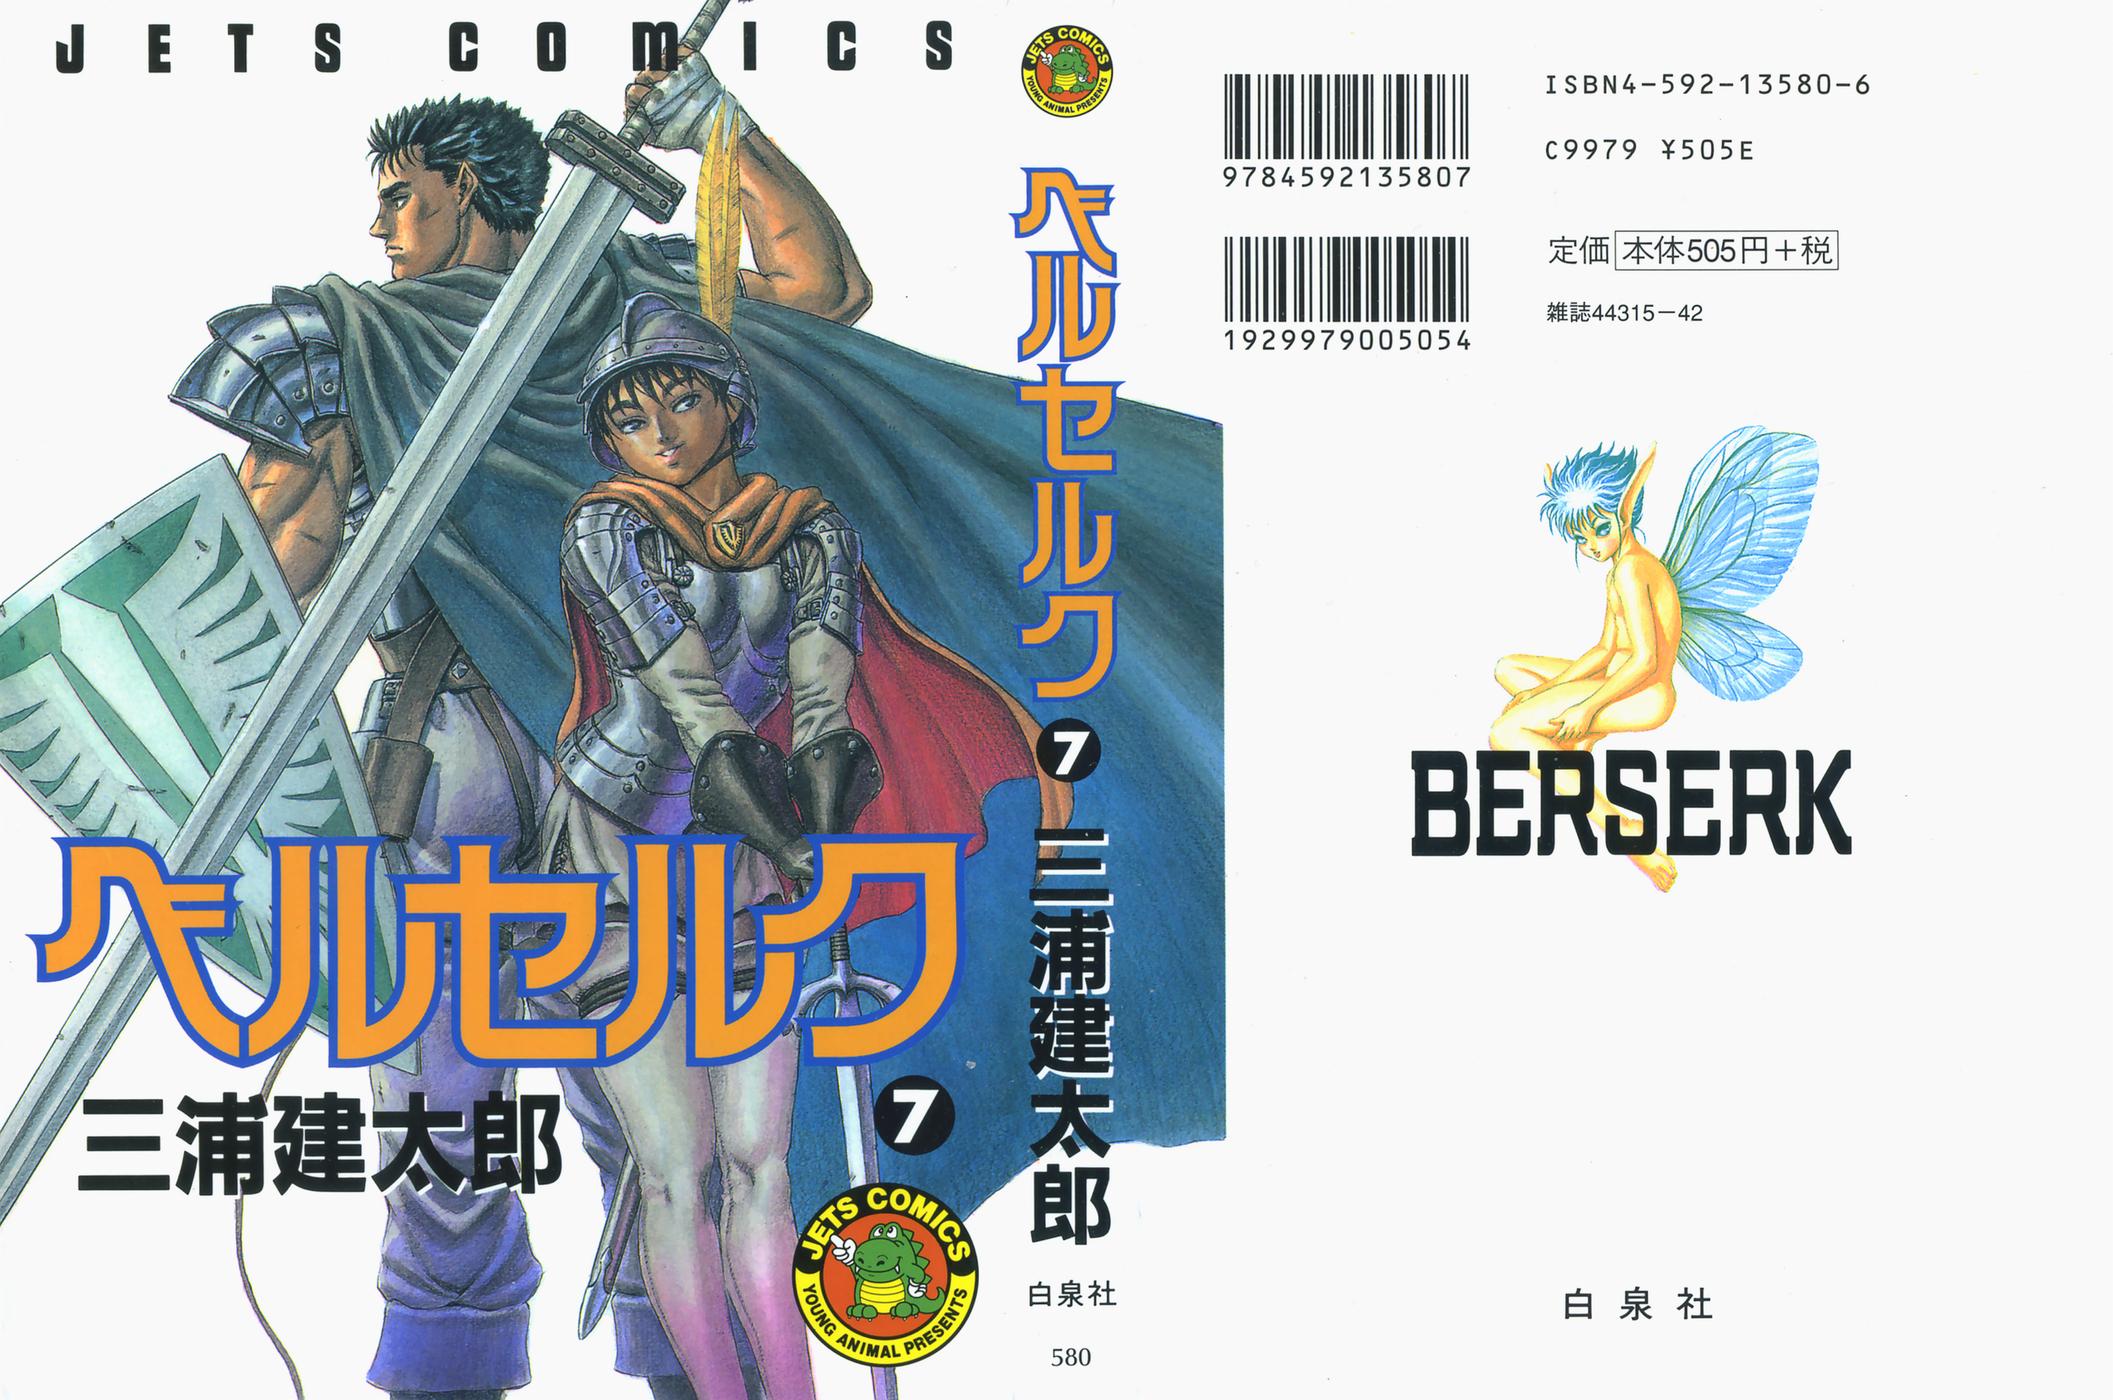 JETS COMICS
ベルセルク
7
三浦建太郎
JETS COMICS
YOUNG ANIMAL PRESENTS
JETS COMICS
YOUNG ANIMAL PRESENTS
ベルセルク
7
三浦建太郎
白泉社
580
9784592135807
1929979005054
ISBN4-592-13580-6
C9979 ¥505E
定価 本体505円+税
雑誌44315-42
BERSERK
白泉社